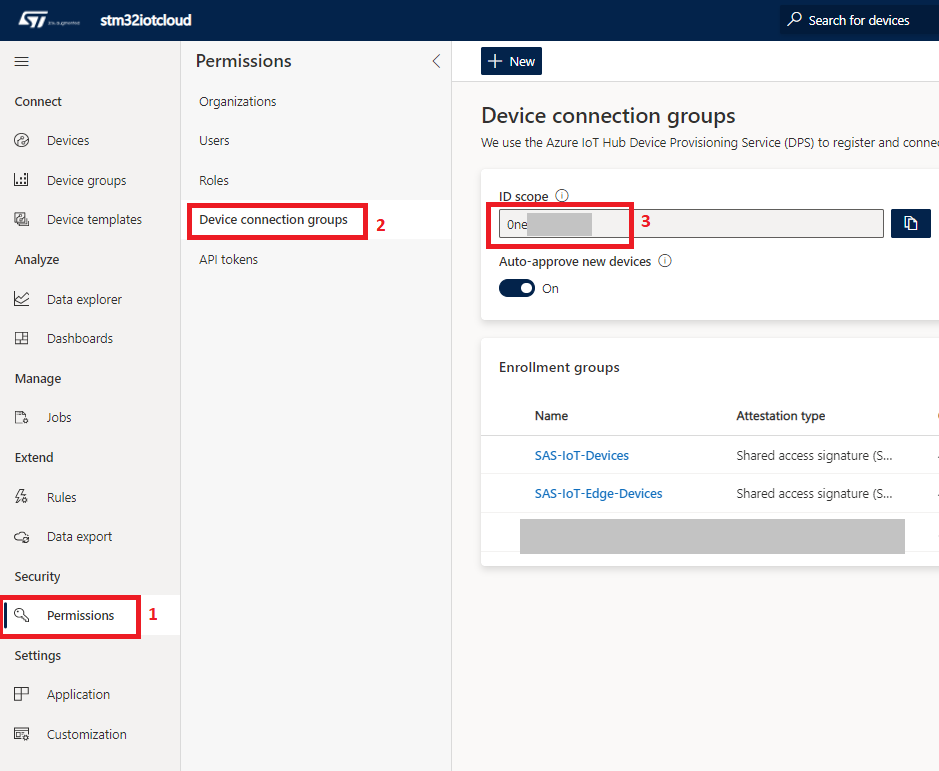 ST life.augmented stm32iotcloud
Search for devices
Permissions
Connect
Devices
Device groups
Device templates
Analyze
Data explorer
Dashboards
Manage
Jobs
Extend
Rules
Data export
Security
Permissions
1
Settings
Application
Customization
Organizations
Users
Roles
Device connection groups
2
API tokens
New
Device connection groups
We use the Azure IoT Hub Device Provisioning Service (DPS) to register and connec
ID scope
0ne
3
Auto-approve new devices
On
Enrollment groups
Name Attestation type
SAS-IoT-Devices Shared access signature (S...
SAS-IoT-Edge-Devices Shared access signature (S...